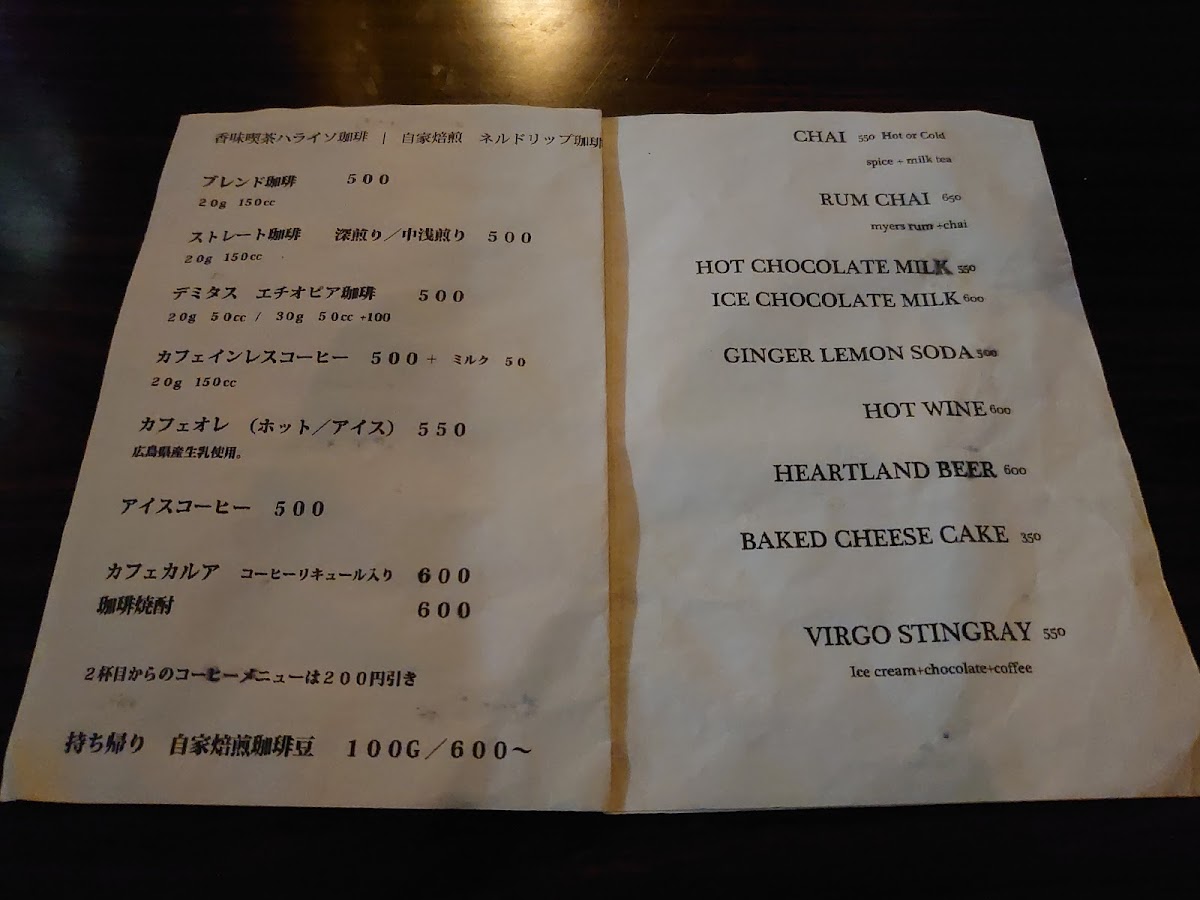 香味喫茶ハライソ珈琲 | 自家焙煎 ネルドリップ珈琲
ブレンド珈琲 500
20g 150cc
ストレート珈琲 深煎り／中浅煎り 500
20g 150cc
デミタス エチオピア珈琲 500
20g 50cc / 30g 50cc +100
カフェインレスコーヒー 500+ ミルク 50
20g 150cc
カフェオレ （ホット／アイス） 550
広島県産生乳使用。
アイスコーヒー 500
カフェカルア コーヒーリキュール入り 600
珈琲焼酎 600
２杯目からのコーヒーメニューは２００円引き
持ち帰り 自家焙煎珈琲豆 100G／600〜
CHAI 550 Hot or Cold
spice + milk tea
RUM CHAI 650
myers rum +chai
HOT CHOCOLATE MILK 550
ICE CHOCOLATE MILK 600
GINGER LEMON SODA 500
HOT WINE 600
HEARTLAND BEER 600
BAKED CHEESE CAKE 350
VIRGO STINGRAY 550
Ice cream+chocolate+coffee